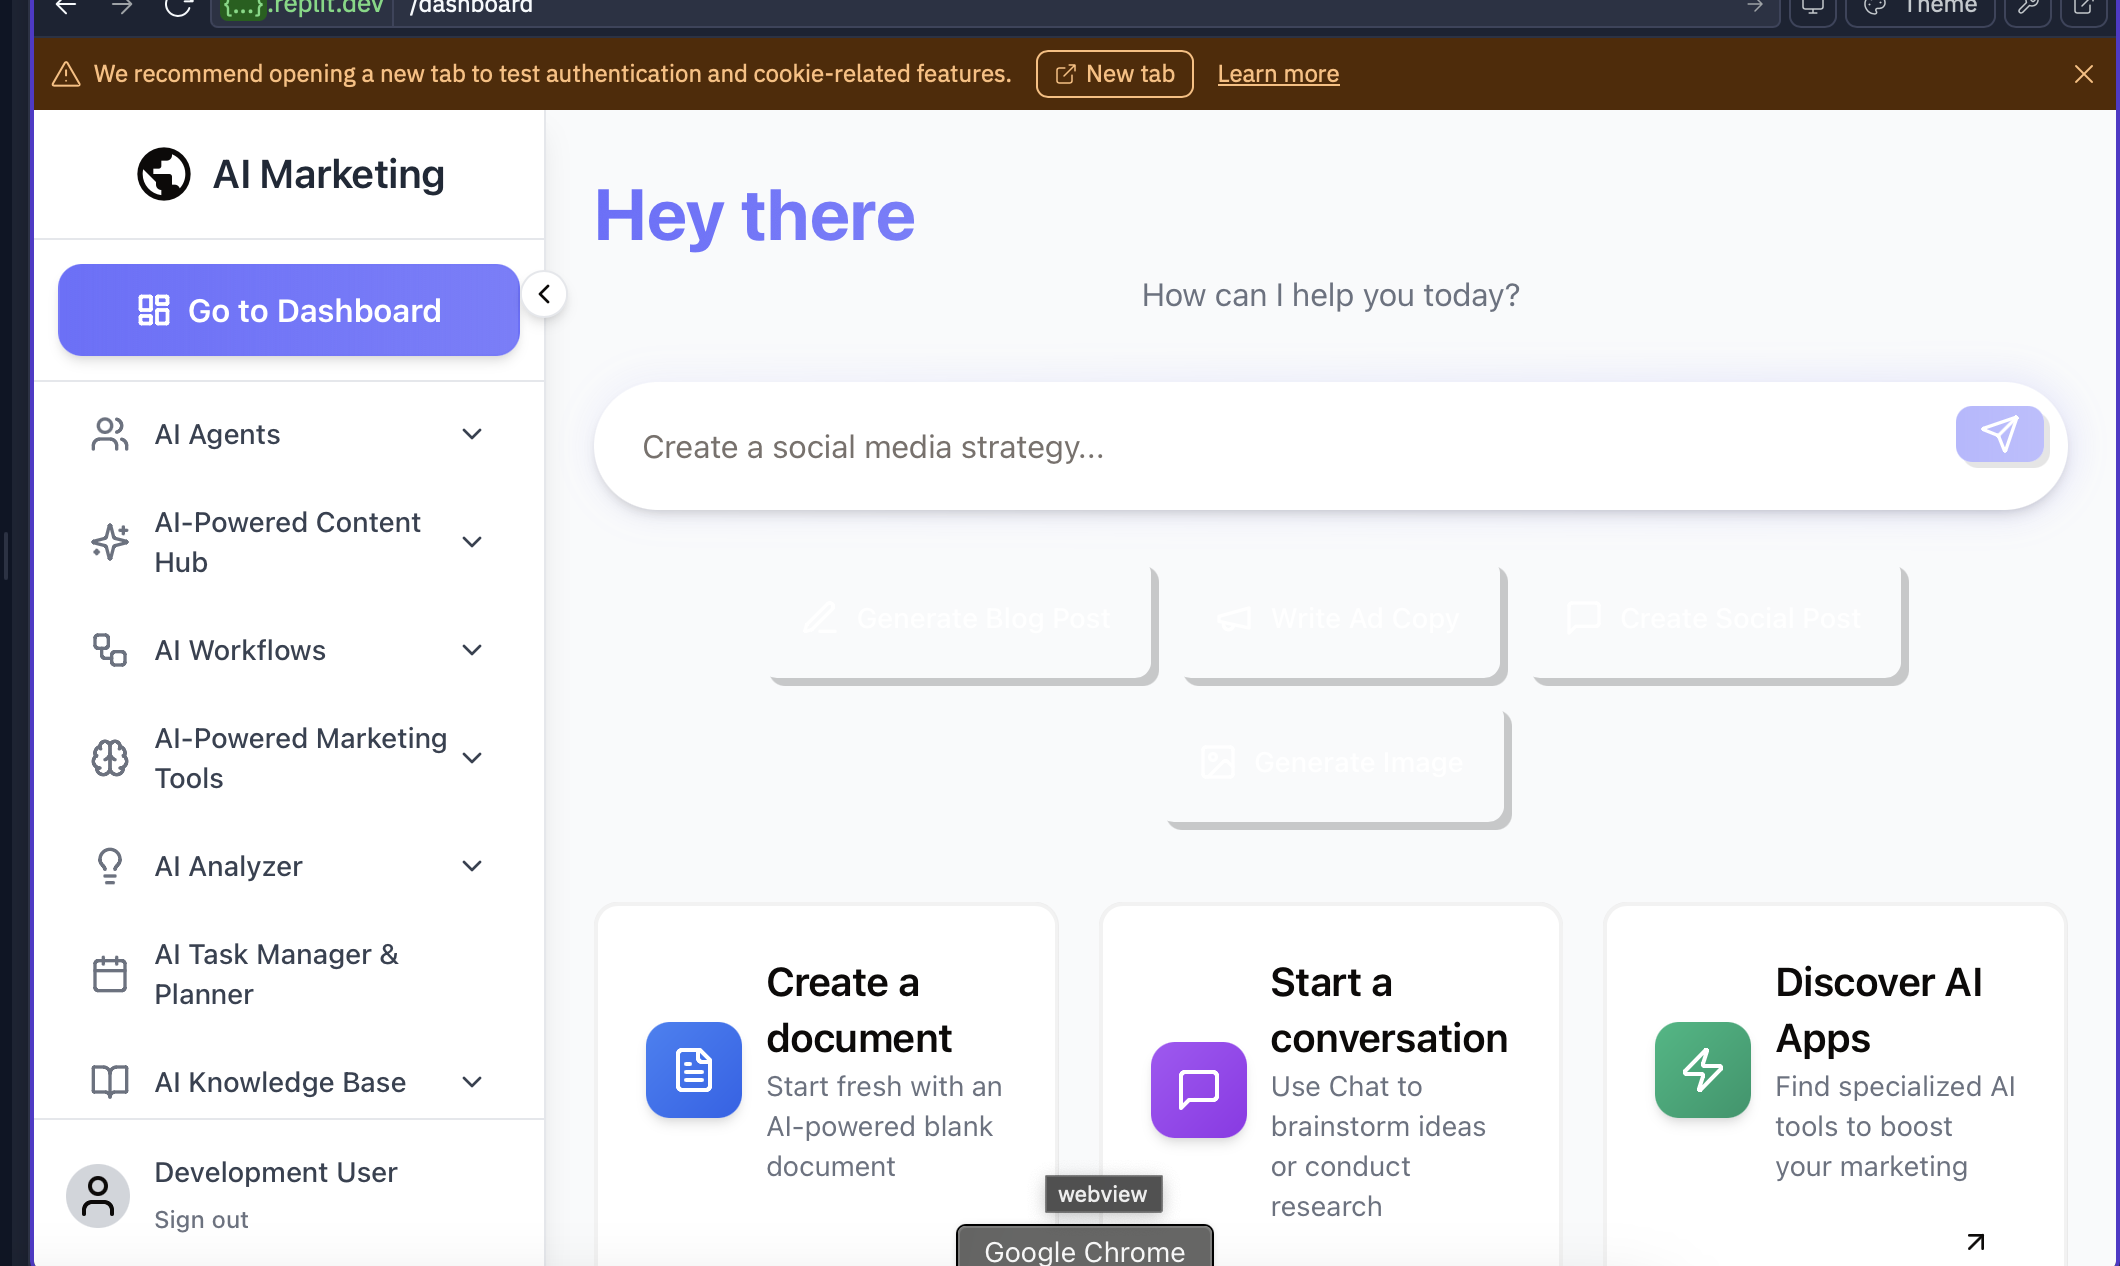 {...}.replit.dev /dashboard
Theme
We recommend opening a new tab to test authentication and cookie-related features. New tab Learn more
AI Marketing
Go to Dashboard
AI Agents
AI-Powered Content
Hub
AI Workflows
AI-Powered Marketing
Tools
AI Analyzer
AI Task Manager &
Planner
AI Knowledge Base
Development User
Sign out
Hey there
How can I help you today?
Create a social media strategy...
Generate Blog Post
Write Ad Copy
Create Social Post
Generate Image
Create a
document
Start fresh with an
AI-powered blank
document
Start a
conversation
Use Chat to
brainstorm ideas
or conduct
research
Discover AI
Apps
Find specialized AI
tools to boost
your marketing
webview
Google Chrome